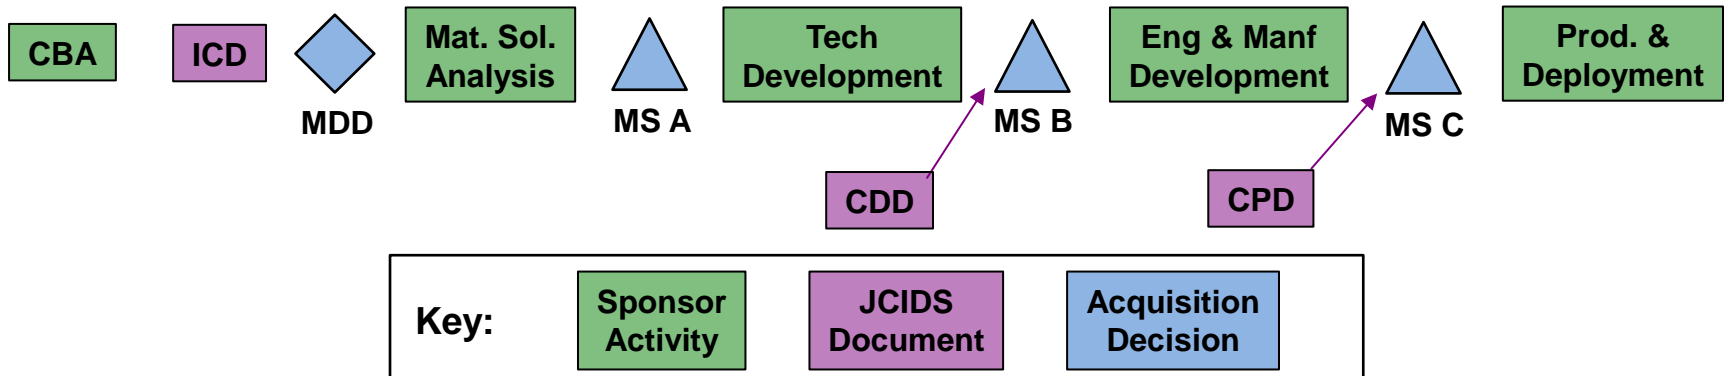 CBA
ICD
MDD
Mat. Sol.
Analysis
MS A
Tech
Development
MS B
Eng & Manf
Development
MS C
Prod. &
Deployment
CDD
CPD
Key:
Sponsor
Activity
JCIDS
Document
Acquisition
Decision